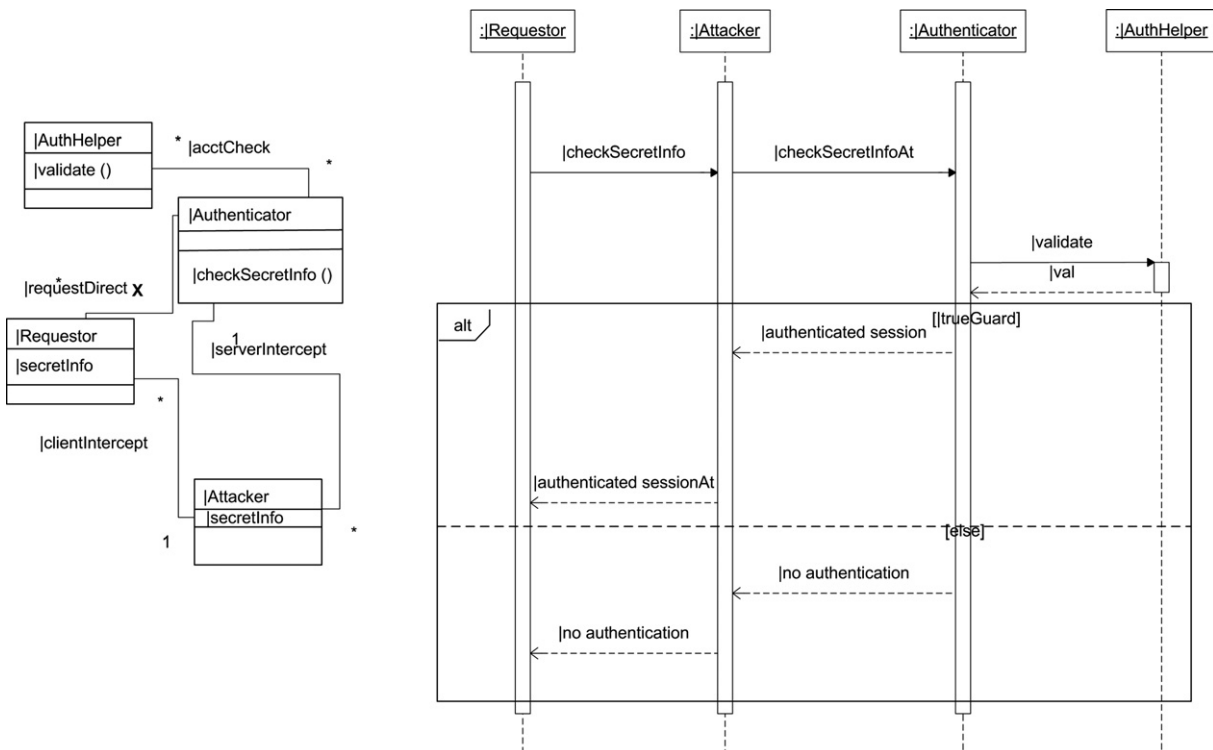 :|Requestor
:|Attacker
:|Authenticator
:|AuthHelper
|AuthHelper
|validate ()
*
|acctCheck
*
|Authenticator
|checkSecretInfo ()
*
|requestDirect X
|Requestor
|secretInfo
*
1
|serverIntercept
|clientIntercept
|Attacker
|secretInfo
1
*
|checkSecretInfo
|checkSecretInfoAt
|validate
|val
alt
[|trueGuard]
|authenticated session
|authenticated sessionAt
[else]
|no authentication
|no authentication